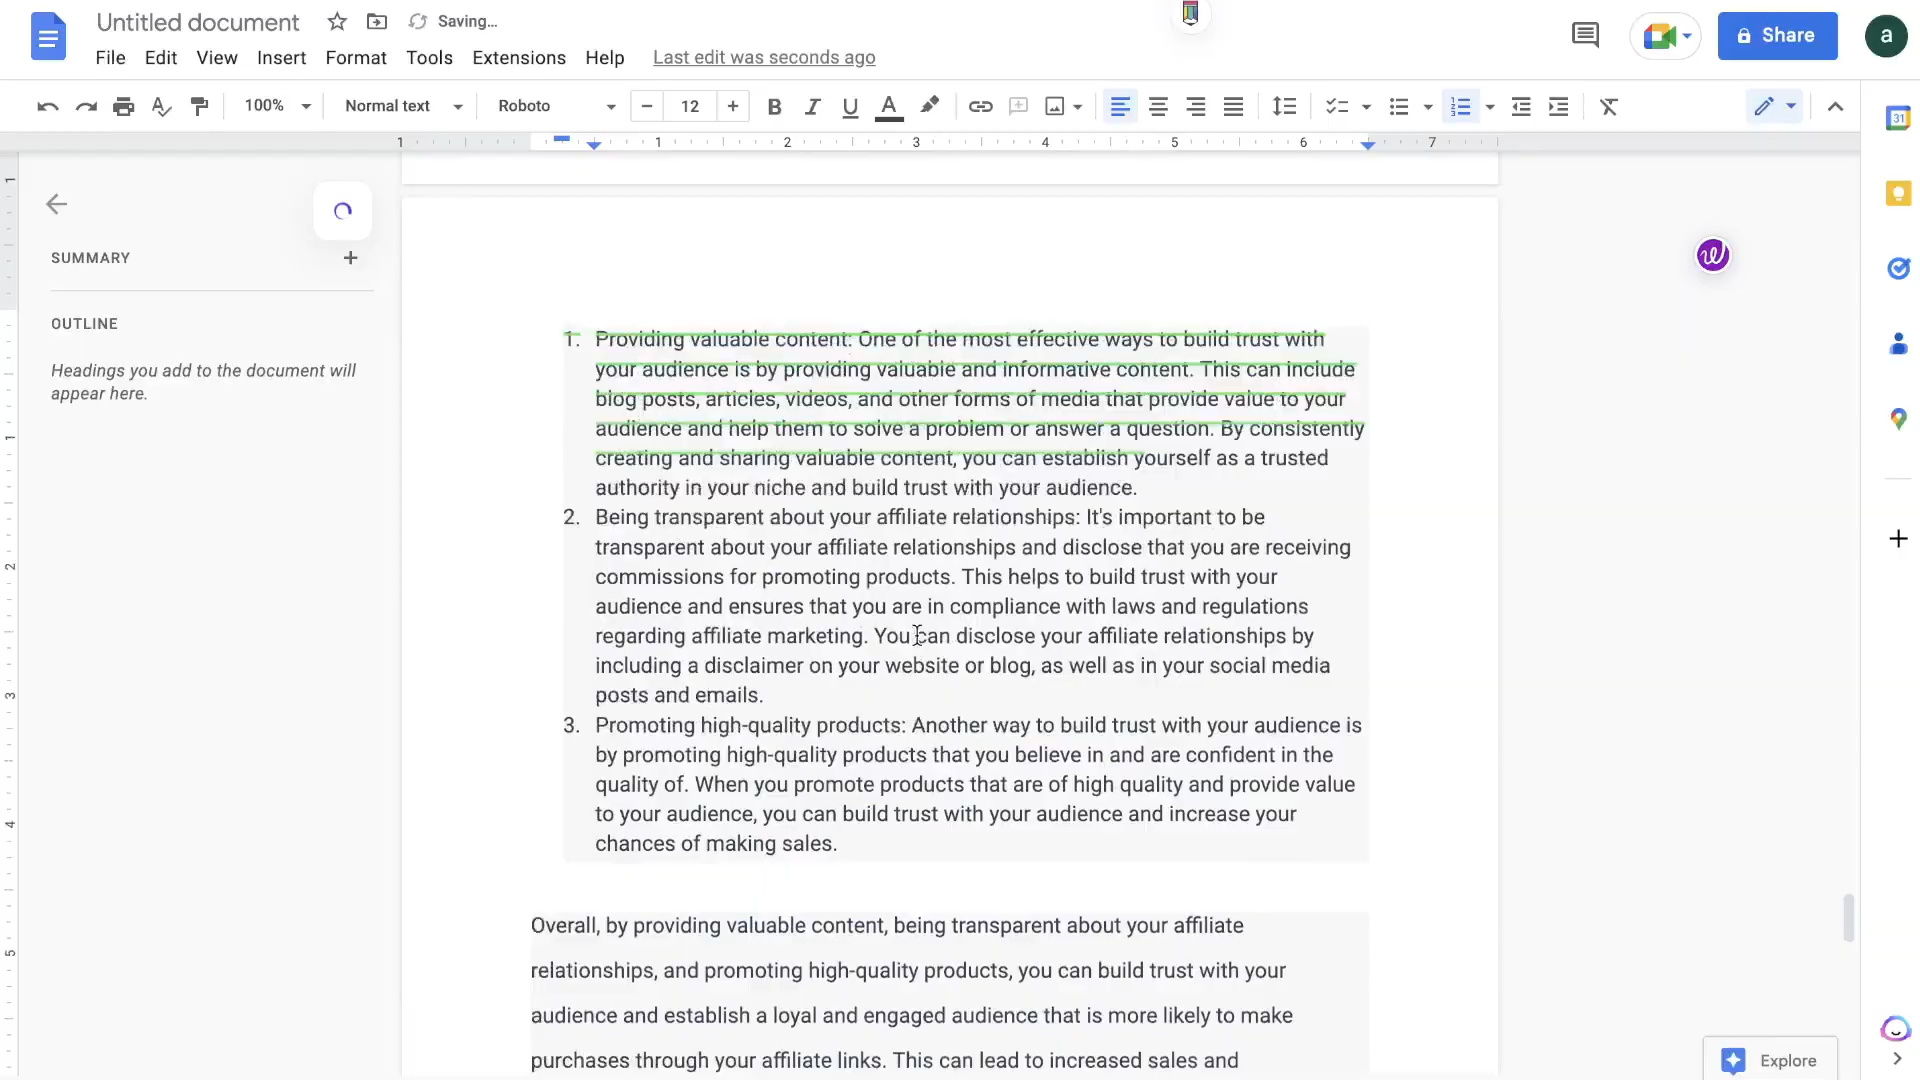 Untitled document
Saving...
File Edit View Insert Format Tools Extensions Help Last edit was seconds ago
Share
a
100% Normal text Roboto 12
1 1 2 3 4 5 6 7
31
SUMMARY
OUTLINE
Headings you add to the document will
appear here.
1. Providing valuable content: One of the most effective ways to build trust with
your audience is by providing valuable and informative content. This can include
blog posts, articles, videos, and other forms of media that provide value to your
audience and help them to solve a problem or answer a question. By consistently
creating and sharing valuable content, you can establish yourself as a trusted
authority in your niche and build trust with your audience.
2. Being transparent about your affiliate relationships: It's important to be
transparent about your affiliate relationships and disclose that you are receiving
commissions for promoting products. This helps to build trust with your
audience and ensures that you are in compliance with laws and regulations
regarding affiliate marketing. You can disclose your affiliate relationships by
including a disclaimer on your website or blog, as well as in your social media
posts and emails.
3. Promoting high-quality products: Another way to build trust with your audience is
by promoting high-quality products that you believe in and are confident in the
quality of. When you promote products that are of high quality and provide value
to your audience, you can build trust with your audience and increase your
chances of making sales.
Overall, by providing valuable content, being transparent about your affiliate
relationships, and promoting high-quality products, you can build trust with your
audience and establish a loyal and engaged audience that is more likely to make
purchases through your affiliate links. This can lead to increased sales and
Explore
1
1
2
3
4
5